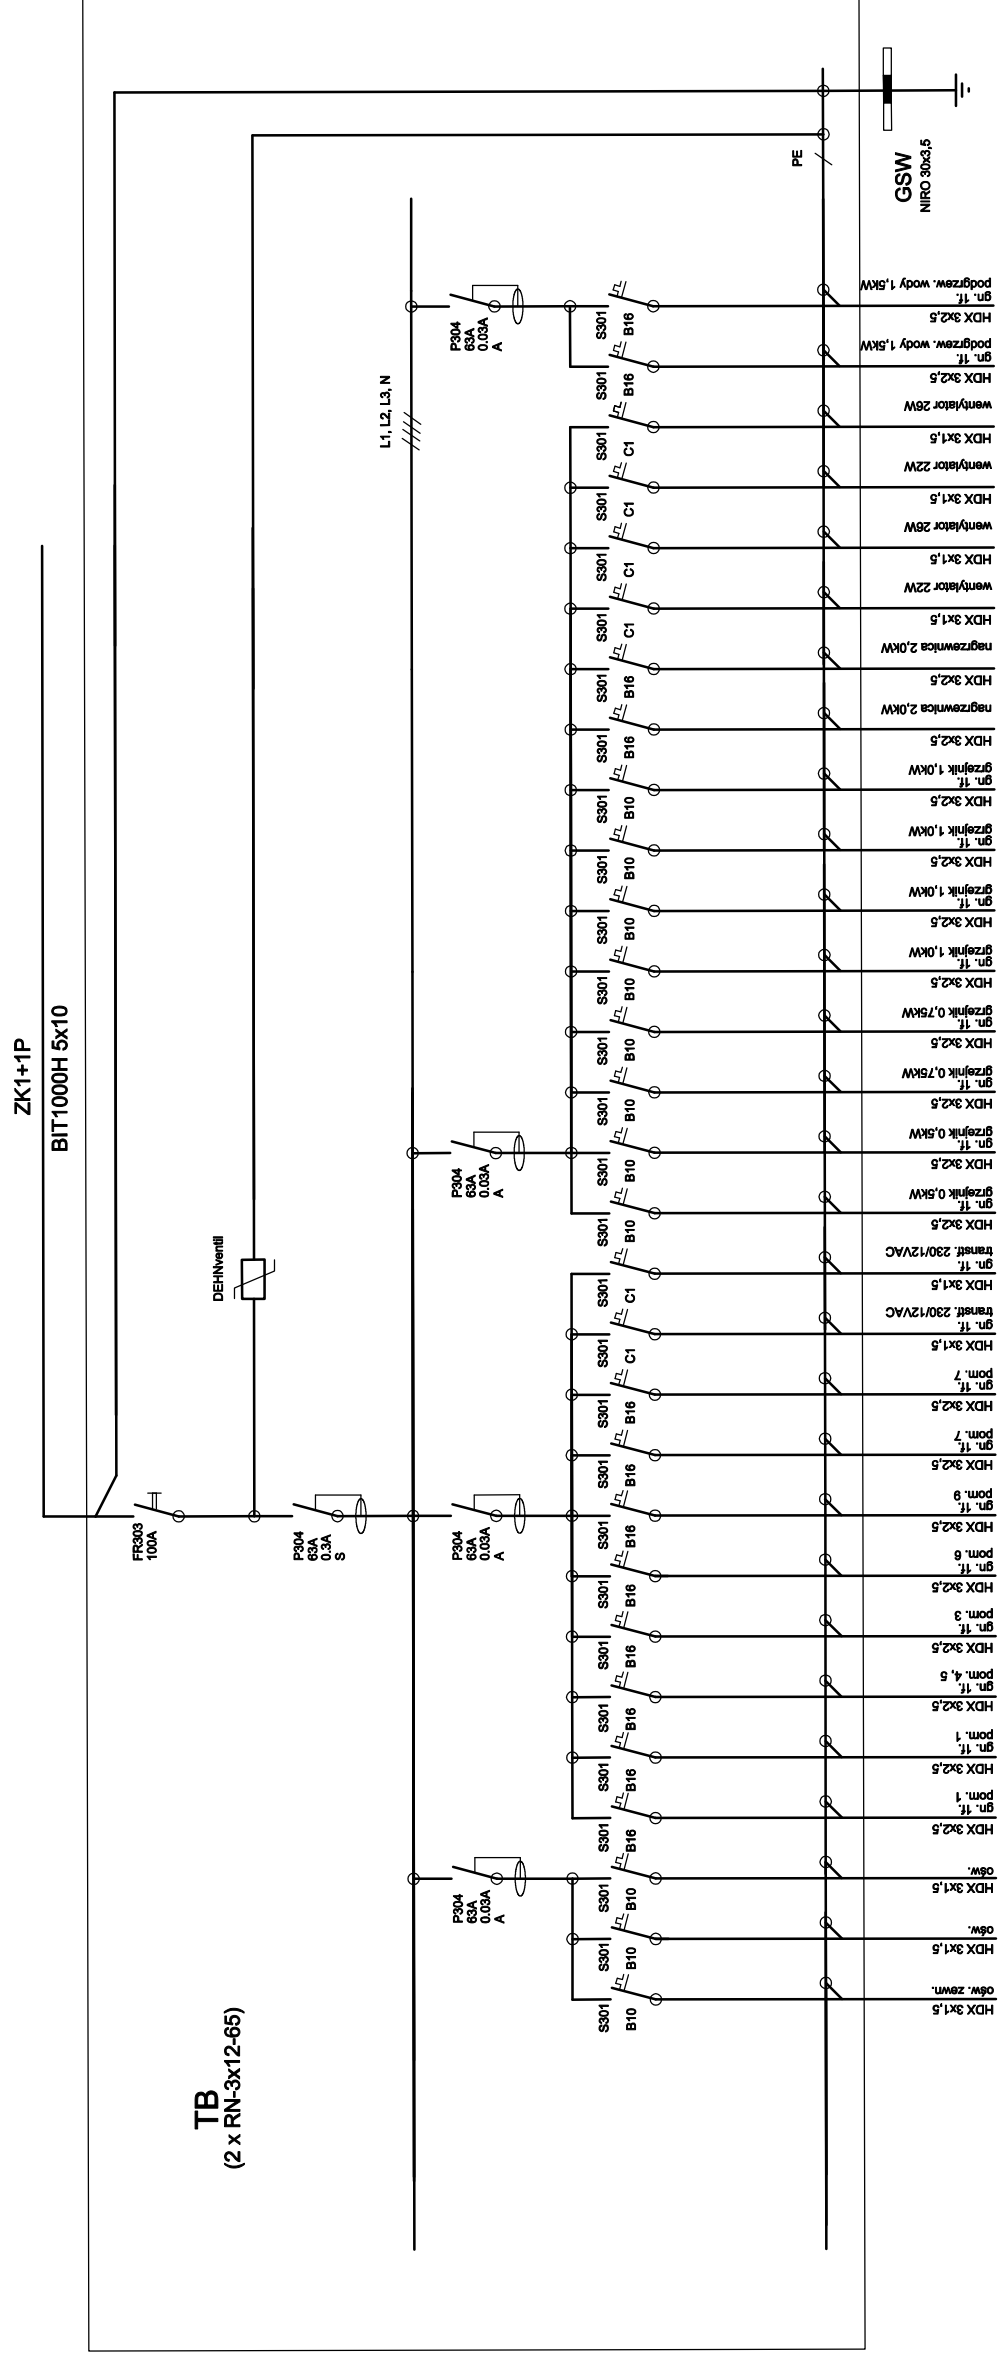 ZK1+1P
BIT1000H 5x10
TB
(2 x RN-3x12-65)
FR303
100A
DEHNventil
P304
63A
0.3A
S
L1, L2, L3, N
P304
63A
0.03A
A
P304
63A
0.03A
A
P304
63A
0.03A
A
P304
63A
0.03A
A
PE
GSW
NIRO 30x3,5
S301
B10
HDX 3x1,5
ośw. zewn.
S301
B10
HDX 3x1,5
ośw.
S301
B10
HDX 3x1,5
ośw.
S301
B16
HDX 3x2,5
gn. 1f.
pom. 1
S301
B16
HDX 3x2,5
gn. 1f.
pom. 1
S301
B16
HDX 3x2,5
gn. 1f.
pom. 4, 5
S301
B16
HDX 3x2,5
gn. 1f.
pom. 3
S301
B16
HDX 3x2,5
gn. 1f.
pom. 9
S301
B16
HDX 3x2,5
gn. 1f.
pom. 6
S301
B16
HDX 3x2,5
gn. 1f.
pom. 7
S301
B16
HDX 3x2,5
gn. 1f.
pom. 7
S301
C1
HDX 3x1,5
gn. 1f.
transtf. 230/12VAC
S301
C1
HDX 3x1,5
gn. 1f.
transtf. 230/12VAC
S301
B10
HDX 3x2,5
gn. 1f.
grzejnik 0,5kW
S301
B10
HDX 3x2,5
gn. 1f.
grzejnik 0,5kW
S301
B10
HDX 3x2,5
gn. 1f.
grzejnik 0,75kW
S301
B10
HDX 3x2,5
gn. 1f.
grzejnik 0,75kW
S301
B10
HDX 3x2,5
gn. 1f.
grzejnik 1,0kW
S301
B10
HDX 3x2,5
gn. 1f.
grzejnik 1,0kW
S301
B10
HDX 3x2,5
gn. 1f.
grzejnik 1,0kW
S301
B10
HDX 3x2,5
gn. 1f.
grzejnik 1,0kW
S301
B16
HDX 3x2,5
nagrzewnica 2,0kW
S301
B16
HDX 3x2,5
nagrzewnica 2,0kW
S301
C1
HDX 3x1,5
wentylator 22W
S301
C1
HDX 3x1,5
wentylator 26W
S301
C1
HDX 3x1,5
wentylator 22W
S301
C1
HDX 3x1,5
wentylator 26W
S301
B16
HDX 3x2,5
gn. 1f.
podgrzew. wody 1,5kW
S301
B16
HDX 3x2,5
gn. 1f.
podgrzew. wody 1,5kW